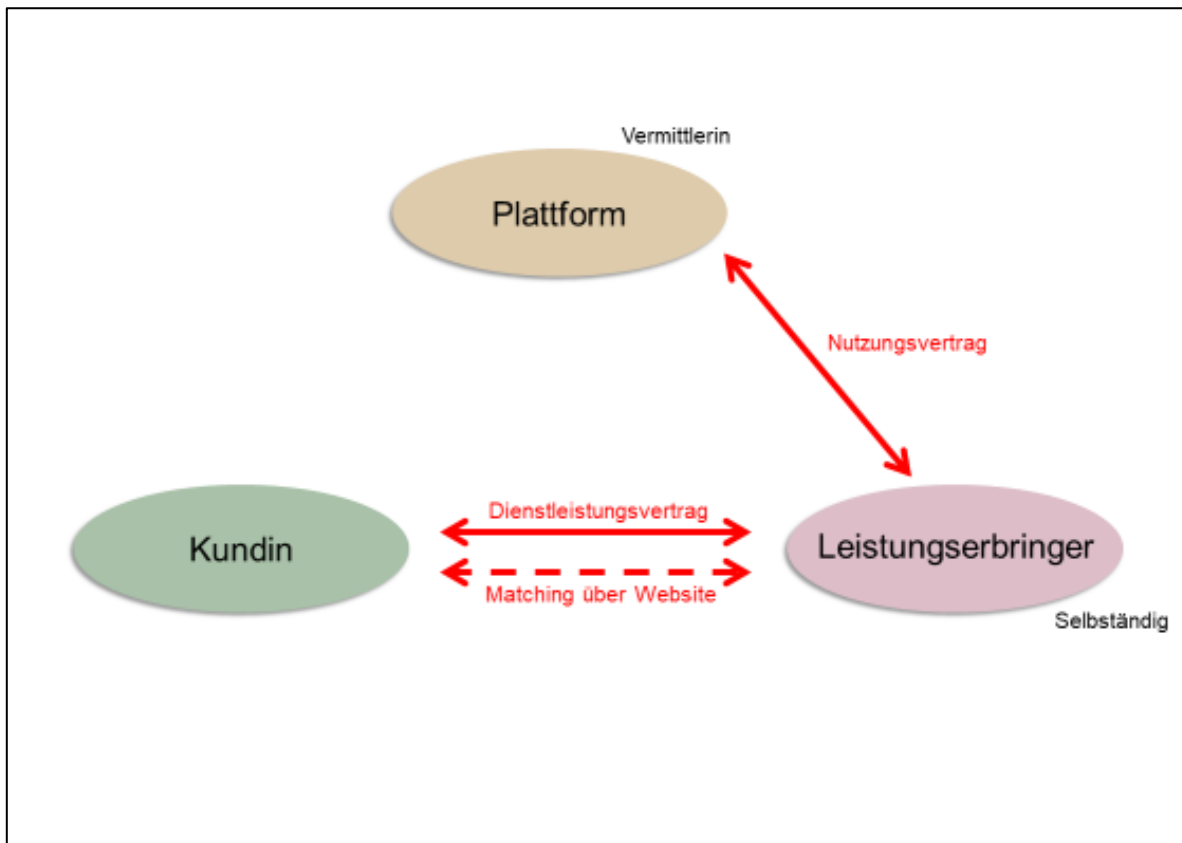 Vermittlerin
Plattform
Nutzungsvertrag
Dienstleistungsvertrag
Kundin
Leistungserbringer
Matching über Website
Selbständig